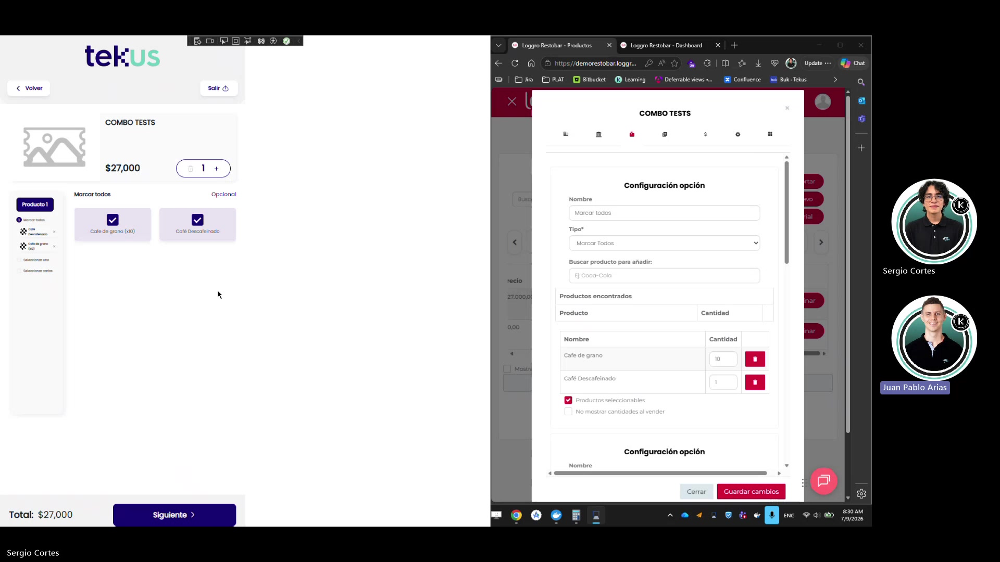 tekus
Volver
Salir
COMBO TESTS
$27,000
1
+
Producto 1
1 Marcar todos
Café Descafeinado
×
Cafe de grano (x10)
×
Seleccionar uno
Seleccionar varios
Marcar todos
Opcional
Cafe de grano (x10)
Café Descafeinado
Total: $27,000
Siguiente
Loggro Restobar - Productos
Loggro Restobar - Dashboard
https://demorestobar.loggr...
Update
Chat
Jira
PLAT
Bitbucket
Learning
Deferrable views •...
Confluence
Buk - Tekus
COMBO TESTS
×
Configuración opción
Nombre
Marcar todos
Tipo*
Marcar Todos
Buscar producto para añadir:
Ej: Coca-Cola
Productos encontrados
Producto
Cantidad
Nombre
Cantidad
Cafe de grano
10
Café Descafeinado
1
Productos seleccionables
No mostrar cantidades al vender
Configuración opción
Nombre
Cerrar
Guardar cambios
Busc
recio
27.000,00
0,00
Mostra
rtar
evo
rial
nar
nar
ENG
8:30 AM
7/9/2026
Sergio Cortes
Juan Pablo Arias
Sergio Cortes